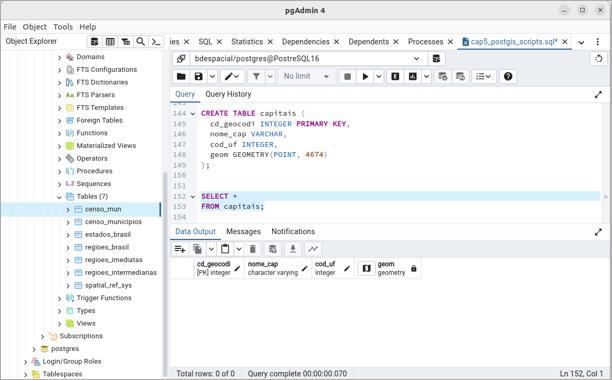 pgAdmin 4
File Object Tools Help
Object Explorer
ies SQL Statistics Dependencies Dependents Processes cap5_postgis_scripts.sql*
Domains
FTS Configurations
FTS Dictionaries
FTS Parsers
FTS Templates
Foreign Tables
Functions
Materialized Views
Operators
Procedures
Sequences
Tables (7)
censo_mun
censo_municipios
estados_brasil
regioes_brasil
regioes_imediatas
regioes_intermediarias
spatial_ref_sys
Trigger Functions
Types
Views
Subscriptions
postgres
Login/Group Roles
Tablespaces
bdespacial/postgres@PostreSQL16
No limit
Query Query History
144 CREATE TABLE capitais (
145 cd_geocodi INTEGER PRIMARY KEY,
146 nome_cap VARCHAR,
147 cod_uf INTEGER,
148 geom GEOMETRY(POINT, 4674)
149 );
150
151
152 SELECT *
153 FROM capitais;
154
Data Output Messages Notifications
cd_geocodi nome_cap cod_uf geom
[PK] integer character varying integer geometry
Total rows: 0 of 0 Query complete 00:00:00.070 Ln 152, Col 1